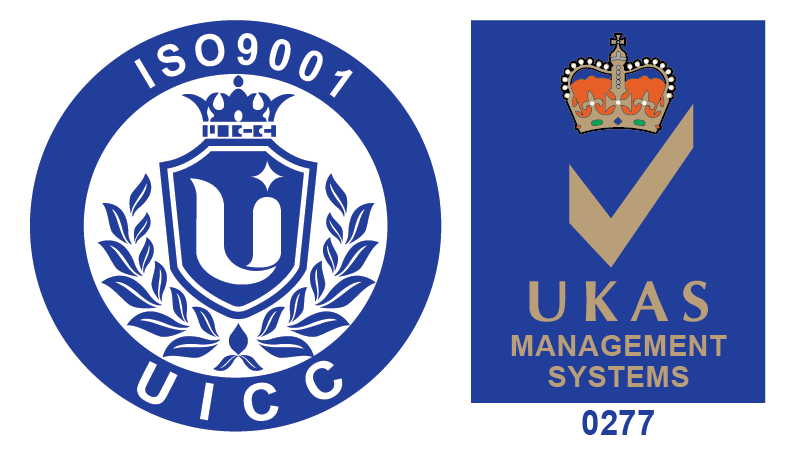 ISO9001
U
UICC
UKAS
MANAGEMENT
SYSTEMS
0277